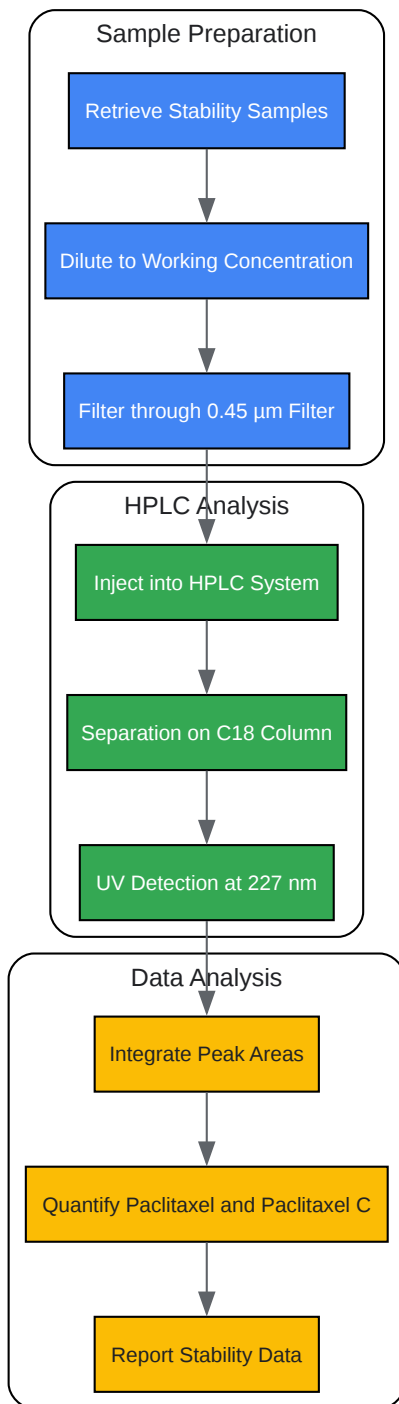 Sample Preparation
Retrieve Stability Samples
Dilute to Working Concentration
Filter through 0.45 µm Filter
HPLC Analysis
Inject into HPLC System
Separation on C18 Column
UV Detection at 227 nm
Data Analysis
Integrate Peak Areas
Quantify Paclitaxel and Paclitaxel C
Report Stability Data